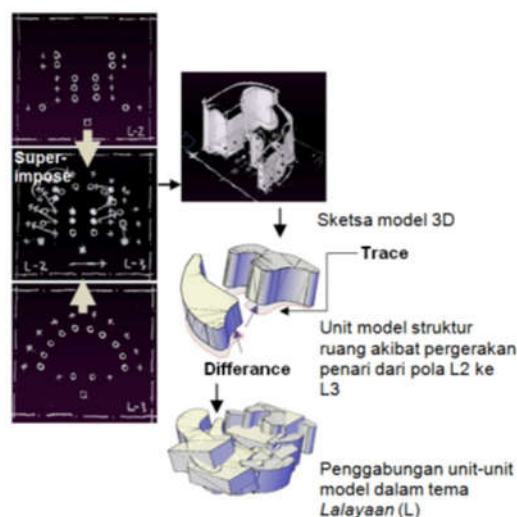 L-2
Super-
impose
L-2
L-3
L-3
Sketsa model 3D
Trace
Unit model struktur
ruang akibat pergerakan
penari dari pola L2 ke
L3
Differance
Penggabungan unit-unit
model dalam tema
Lalayaan (L)